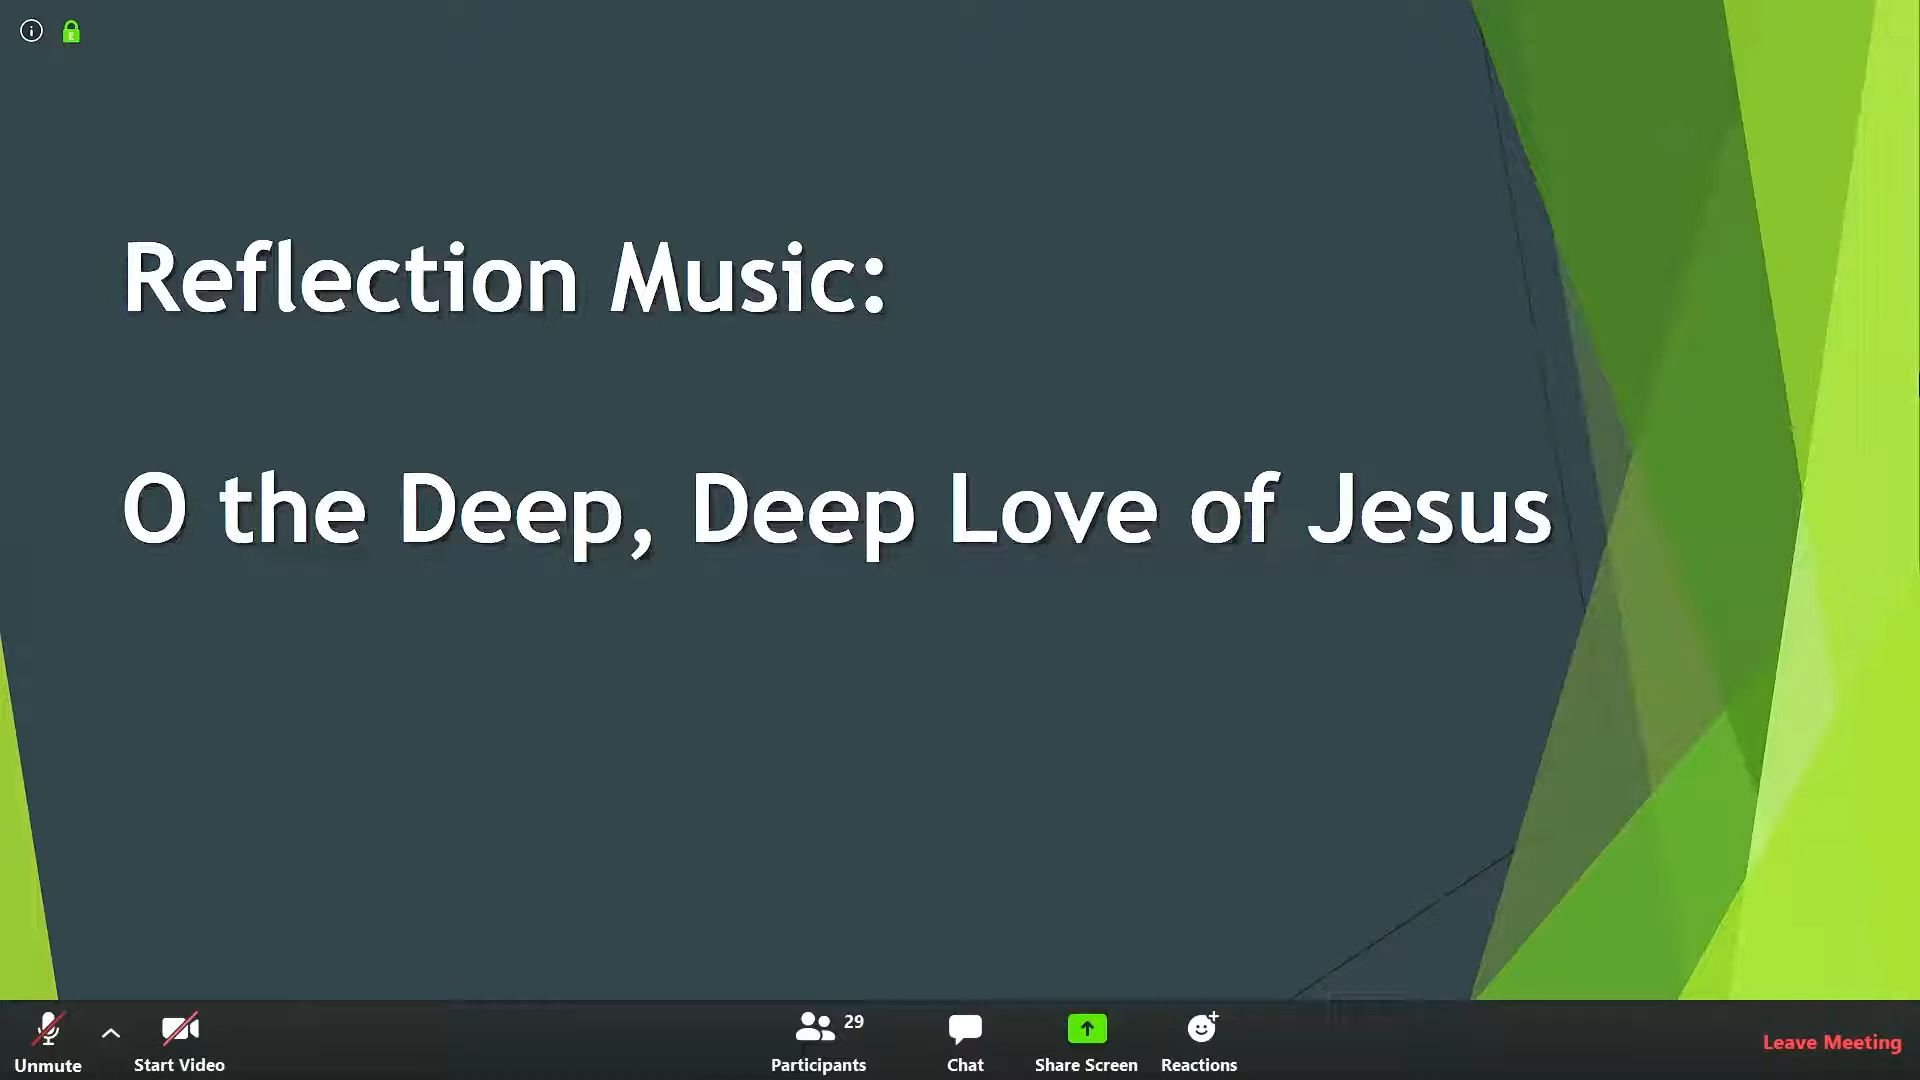 Reflection Music:
O the Deep, Deep Love of Jesus
29
Unmute
Start Video
Participants
Chat
Share Screen
Reactions
Leave Meeting